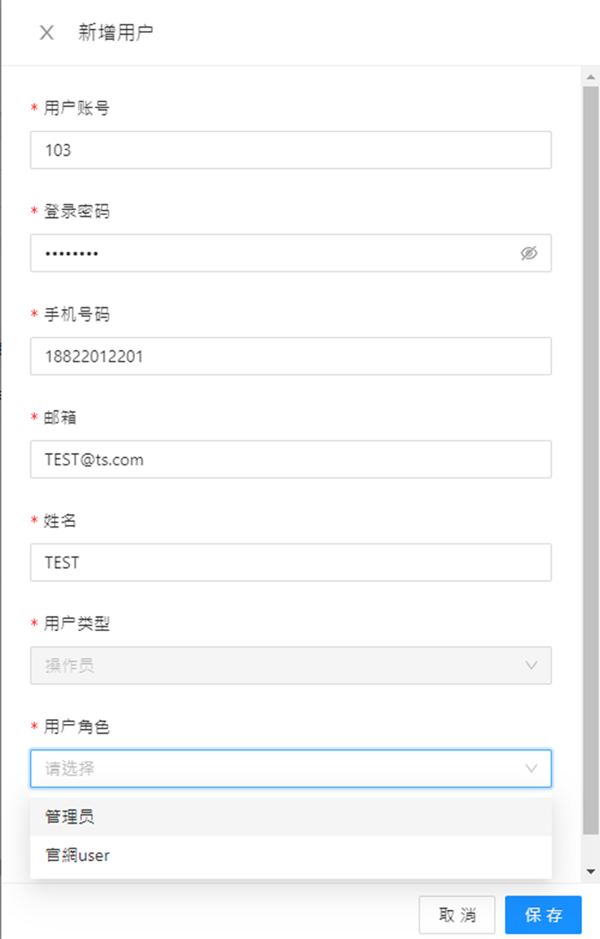 新增用户
* 用户账号
103
* 登录密码
••••••••
* 手机号码
18822012201
* 邮箱
TEST@ts.com
* 姓名
TEST
* 用户类型
操作员
* 用户角色
请选择
管理员
官網user
取 消
保 存